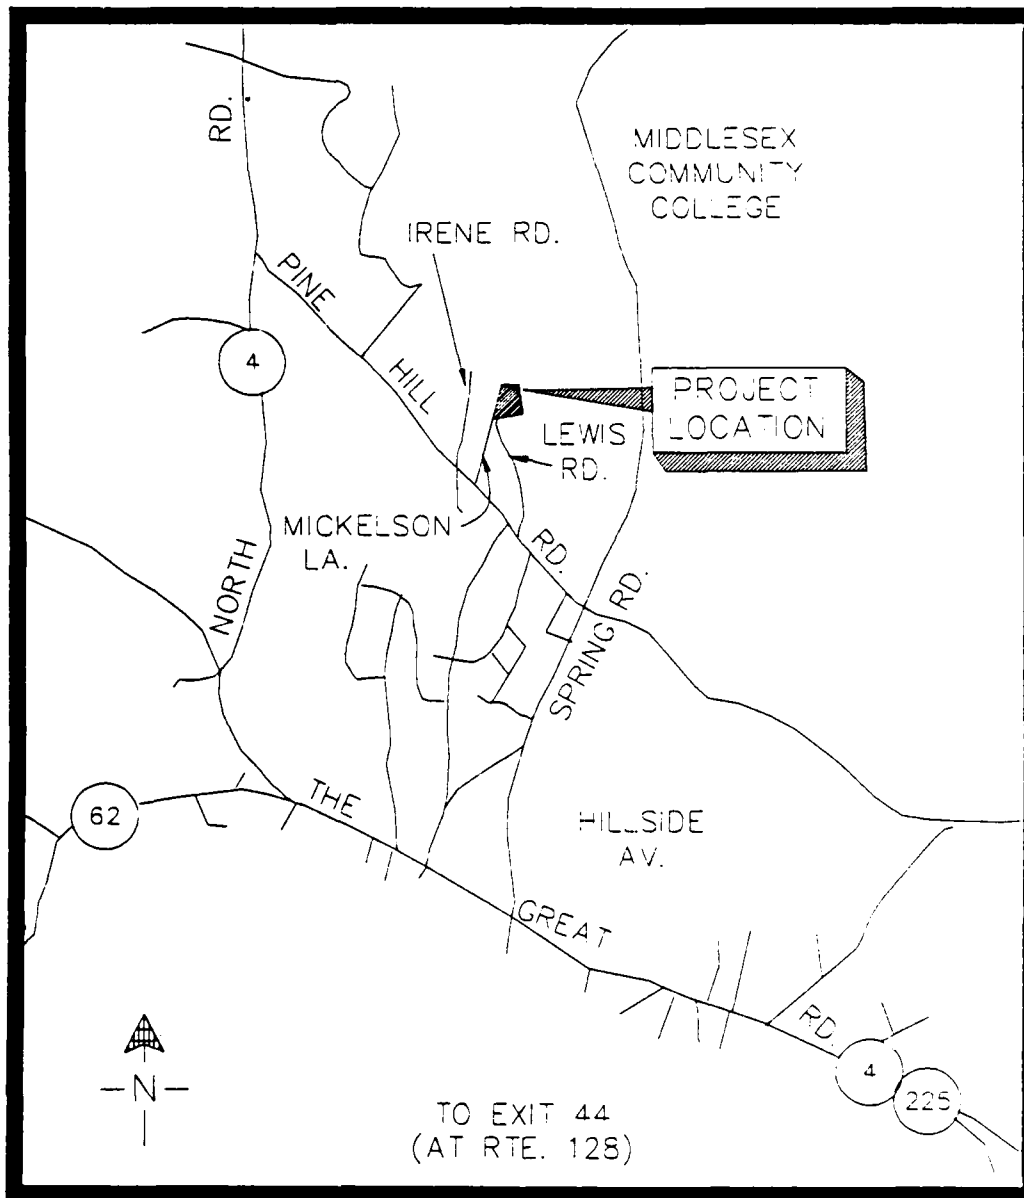 RD.
MIDDLESEX
COMMUNITY
COLLEGE
IRENE RD.
PINE
HILL
4
PROJECT
LOCATION
LEWIS
RD.
MICKELSON
LA.
RD.
NORTH
RD.
SPRING
62
THE
HILLSIDE
AV.
GREAT
RD.
4
225
N
TO EXIT 44
(AT RTE. 128)